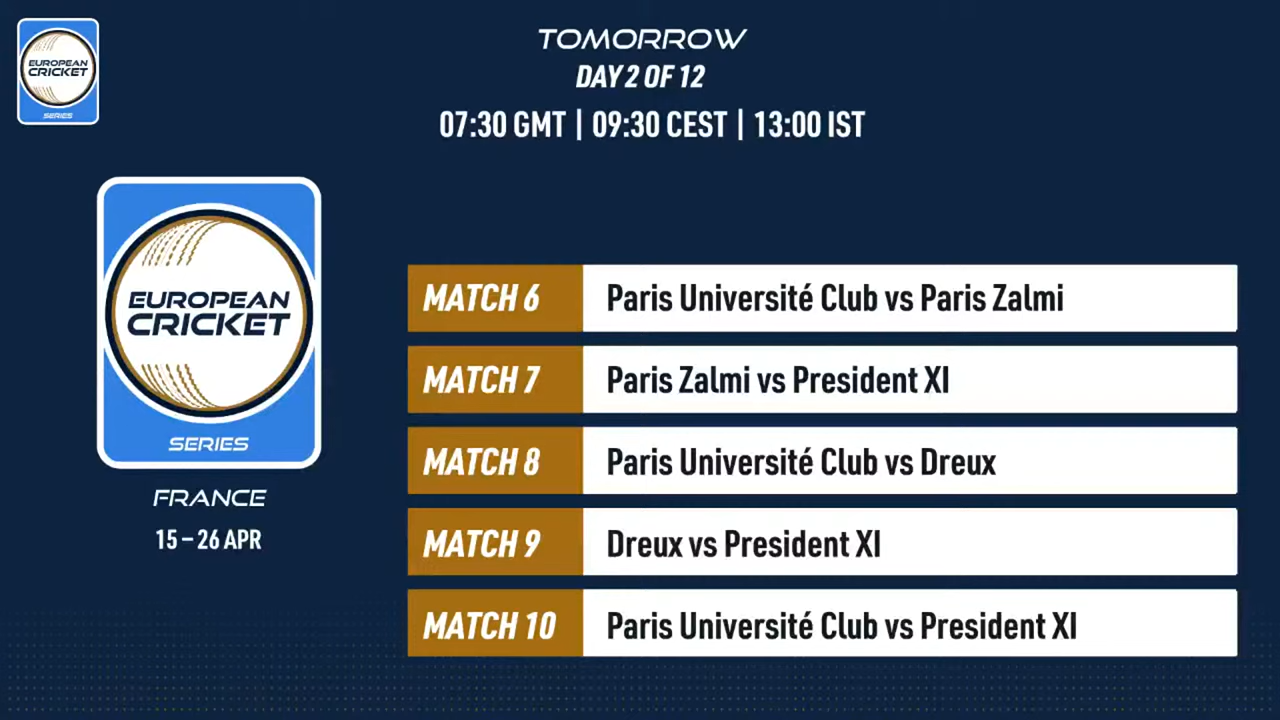 EUROPEAN
CRICKET
SERIES
TOMORROW
DAY 2 OF 12
07:30 GMT | 09:30 CEST | 13:00 IST
EUROPEAN
CRICKET
SERIES
FRANCE
15 – 26 APR
MATCH 6 Paris Université Club vs Paris Zalmi
MATCH 7 Paris Zalmi vs President XI
MATCH 8 Paris Université Club vs Dreux
MATCH 9 Dreux vs President XI
MATCH 10 Paris Université Club vs President XI